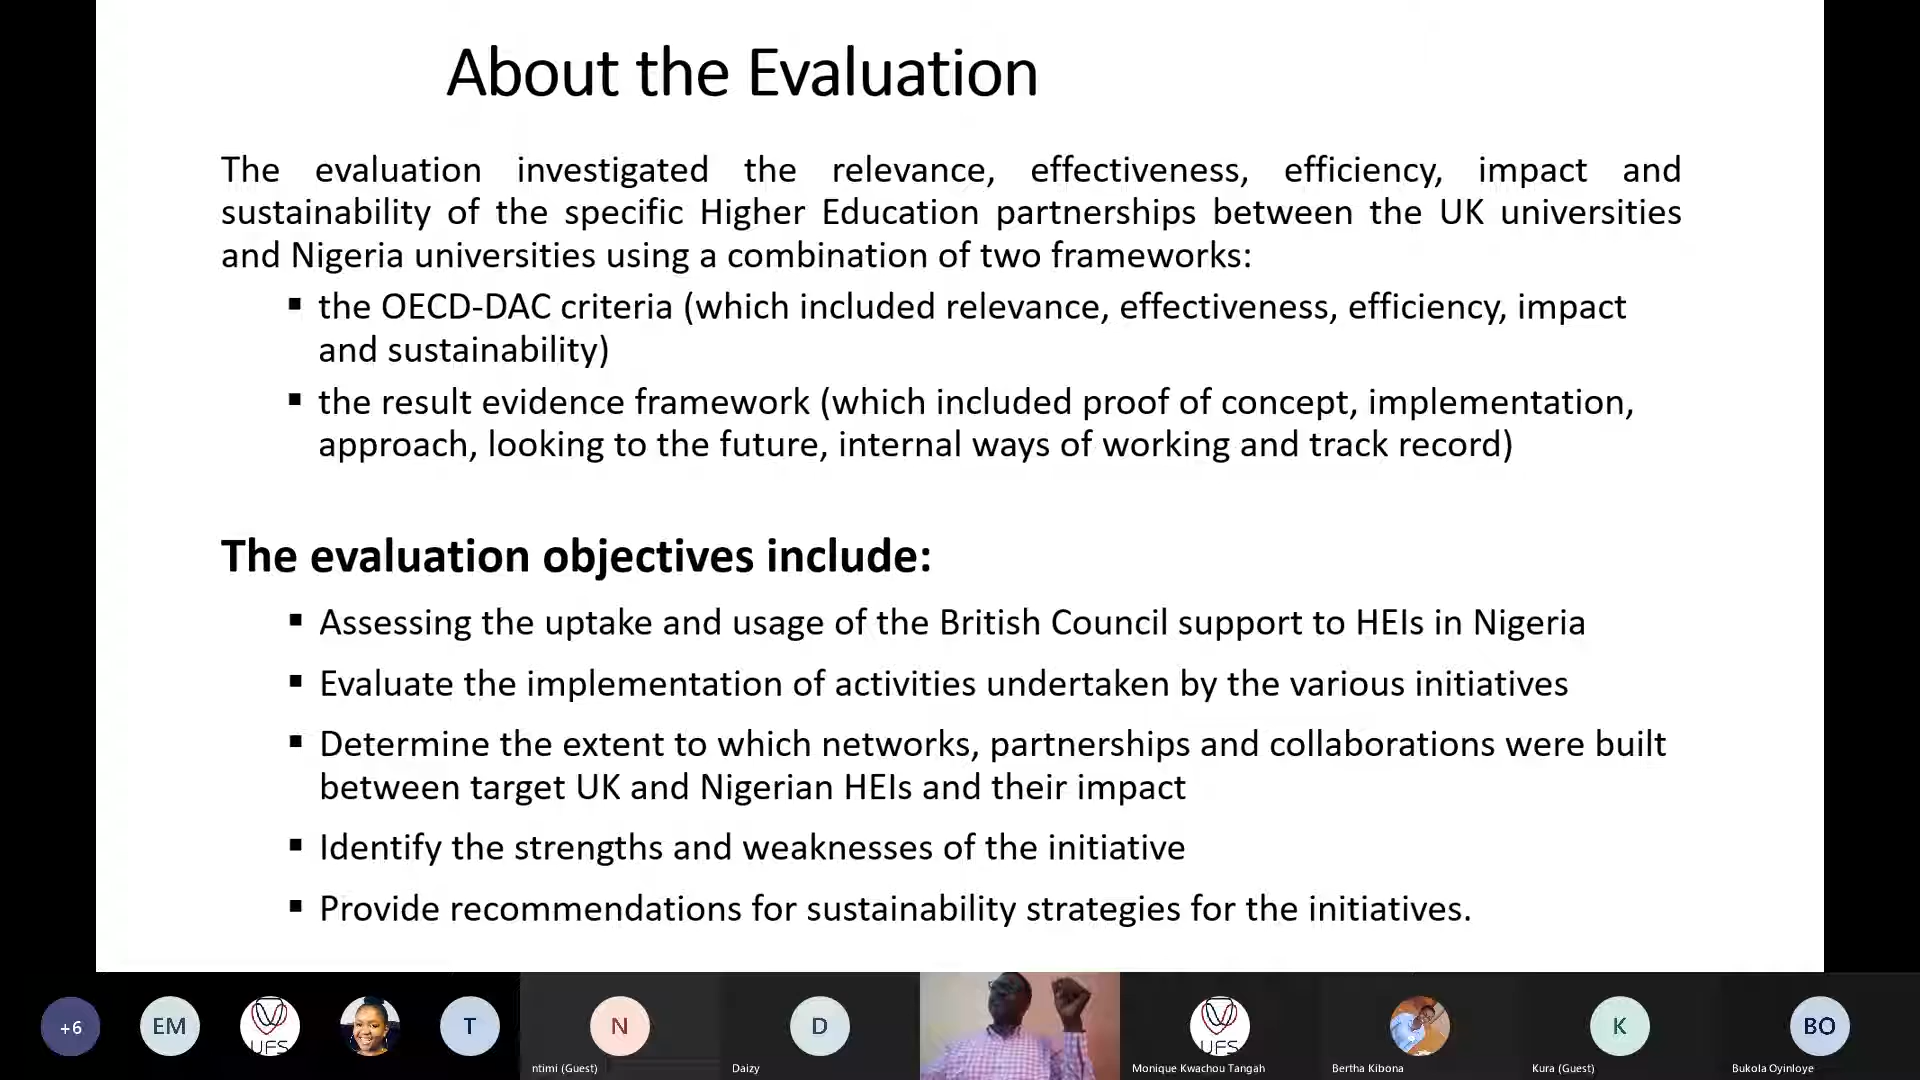 About the Evaluation
The evaluation investigated the relevance, effectiveness, efficiency, impact and
sustainability of the specific Higher Education partnerships between the UK universities
and Nigeria universities using a combination of two frameworks:
▪ the OECD-DAC criteria (which included relevance, effectiveness, efficiency, impact
and sustainability)
▪ the result evidence framework (which included proof of concept, implementation,
approach, looking to the future, internal ways of working and track record)
The evaluation objectives include:
▪ Assessing the uptake and usage of the British Council support to HEIs in Nigeria
▪ Evaluate the implementation of activities undertaken by the various initiatives
▪ Determine the extent to which networks, partnerships and collaborations were built
between target UK and Nigerian HEIs and their impact
▪ Identify the strengths and weaknesses of the initiative
▪ Provide recommendations for sustainability strategies for the initiatives.
+6
EM
UFS
T
N
ntimi (Guest)
D
Daizy
UFS
Monique Kwachou Tangah
Bertha Kibona
K
Kura (Guest)
BO
Bukola Oyinloye